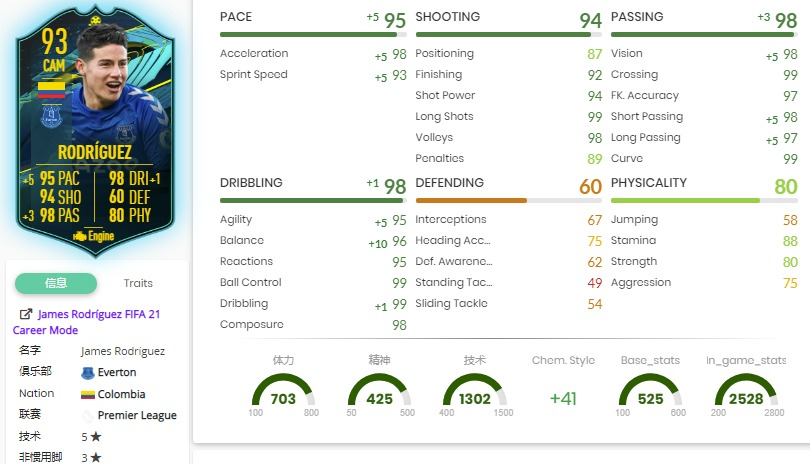 93
CAM
Everton
RODRÍGUEZ
+5 95 PAC 98 DRI +1
94 SHO 60 DEF
+3 98 PAS 80 PHY
Engine
信息 Traits
James Rodríguez FIFA 21
Career Mode
名字 James Rodríguez
俱乐部 Everton
Nation Colombia
联赛 Premier League
技术 5 ★
非惯用脚 3 ★
PACE +5 95
Acceleration +5 98
Sprint Speed +5 93
SHOOTING 94
Positioning 87
Finishing 92
Shot Power 94
Long Shots 99
Volleys 98
Penalties 89
PASSING +3 98
Vision +5 98
Crossing 99
FK. Accuracy 97
Short Passing +5 98
Long Passing +5 97
Curve 99
DRIBBLING +1 98
Agility +5 95
Balance +10 96
Reactions 95
Ball Control 99
Dribbling +1 99
Composure 98
DEFENDING 60
Interceptions 67
Heading Acc... 75
Def. Awarene... 62
Standing Tac... 49
Sliding Tackle 54
PHYSICALITY 80
Jumping 58
Stamina 88
Strength 80
Aggression 75
体力 精神 技术 Chem. Style Base_stats In_game_stats
703 425 1302 +41 525 2528
100 800 50 500 400 1500 100 600 200 2800